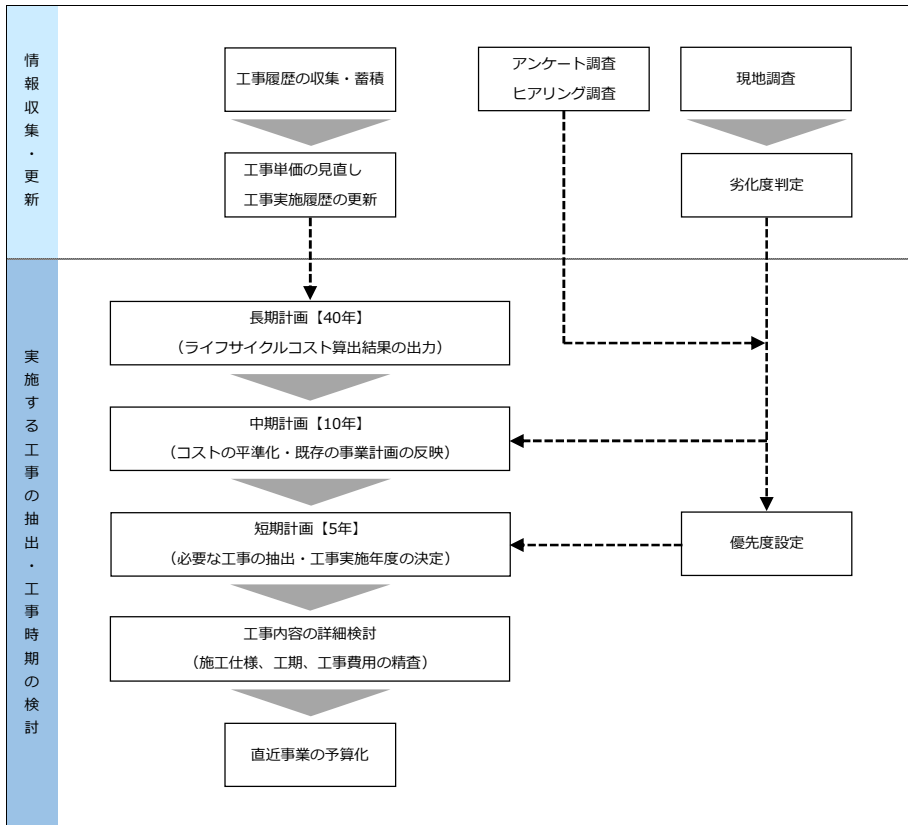 情報収集・更新
工事履歴の収集・蓄積
アンケート調査
ヒアリング調査
現地調査
工事単価の見直し
工事実施履歴の更新
劣化度判定
実施する工事の抽出・工事時期の検討
長期計画【40年】
（ライフサイクルコスト算出結果の出力）
中期計画【10年】
（コストの平準化・既存の事業計画の反映）
短期計画【5年】
（必要な工事の抽出・工事実施年度の決定）
優先度設定
工事内容の詳細検討
（施工仕様、工期、工事費用の精査）
直近事業の予算化